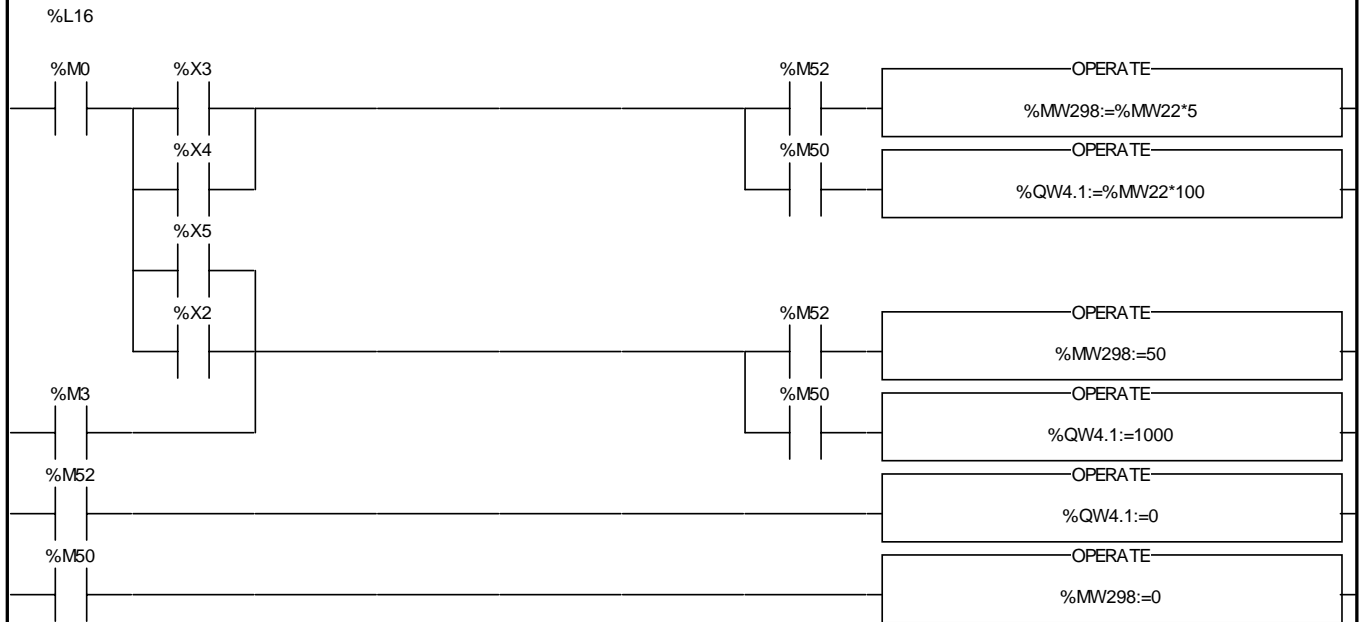 %L16
%M0 %X3 %M52 OPERATE
%MW298:=%MW22*5
%X4 %M50 OPERATE
%QW4.1:=%MW22*100
%X5
%X2 %M52 OPERATE
%MW298:=50
%M3 %M50 OPERATE
%QW4.1:=1000
%M52 OPERATE
%QW4.1:=0
%M50 OPERATE
%MW298:=0